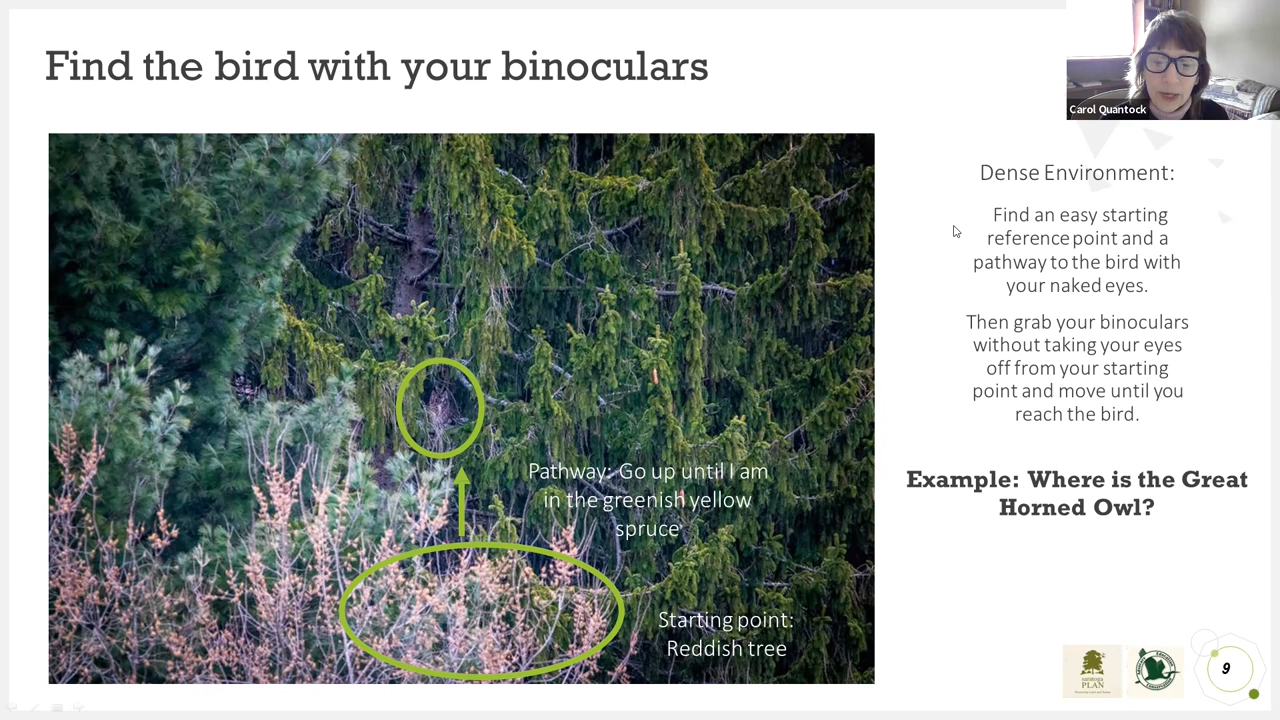 Find the bird with your binoculars
Carol Quantock
Dense Environment:
Find an easy starting
reference point and a
pathway to the bird with
your naked eyes.
Then grab your binoculars
without taking your eyes
off from your starting
point and move until you
reach the bird.
Example: Where is the Great
Horned Owl?
Pathway: Go up until I am
in the greenish yellow
spruce
Starting point:
Reddish tree
saratoga
PLAN
9